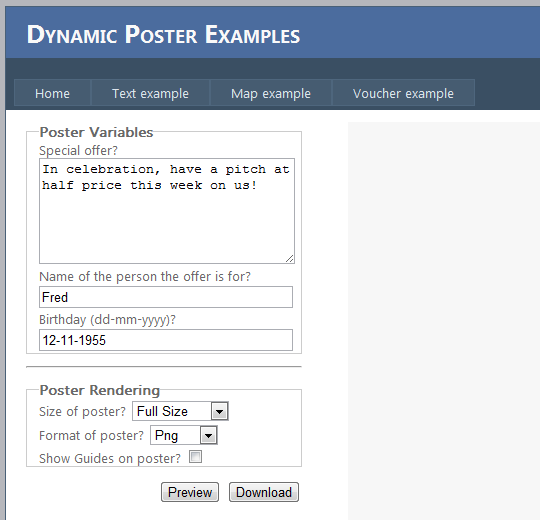 Dynamic Poster Examples
Home Text example Map example Voucher example
Poster Variables
Special offer?
In celebration, have a pitch at
half price this week on us!
Name of the person the offer is for?
Fred
Birthday (dd-mm-yyyy)?
12-11-1955
Poster Rendering
Size of poster? Full Size
Format of poster? Png
Show Guides on poster?
Preview Download